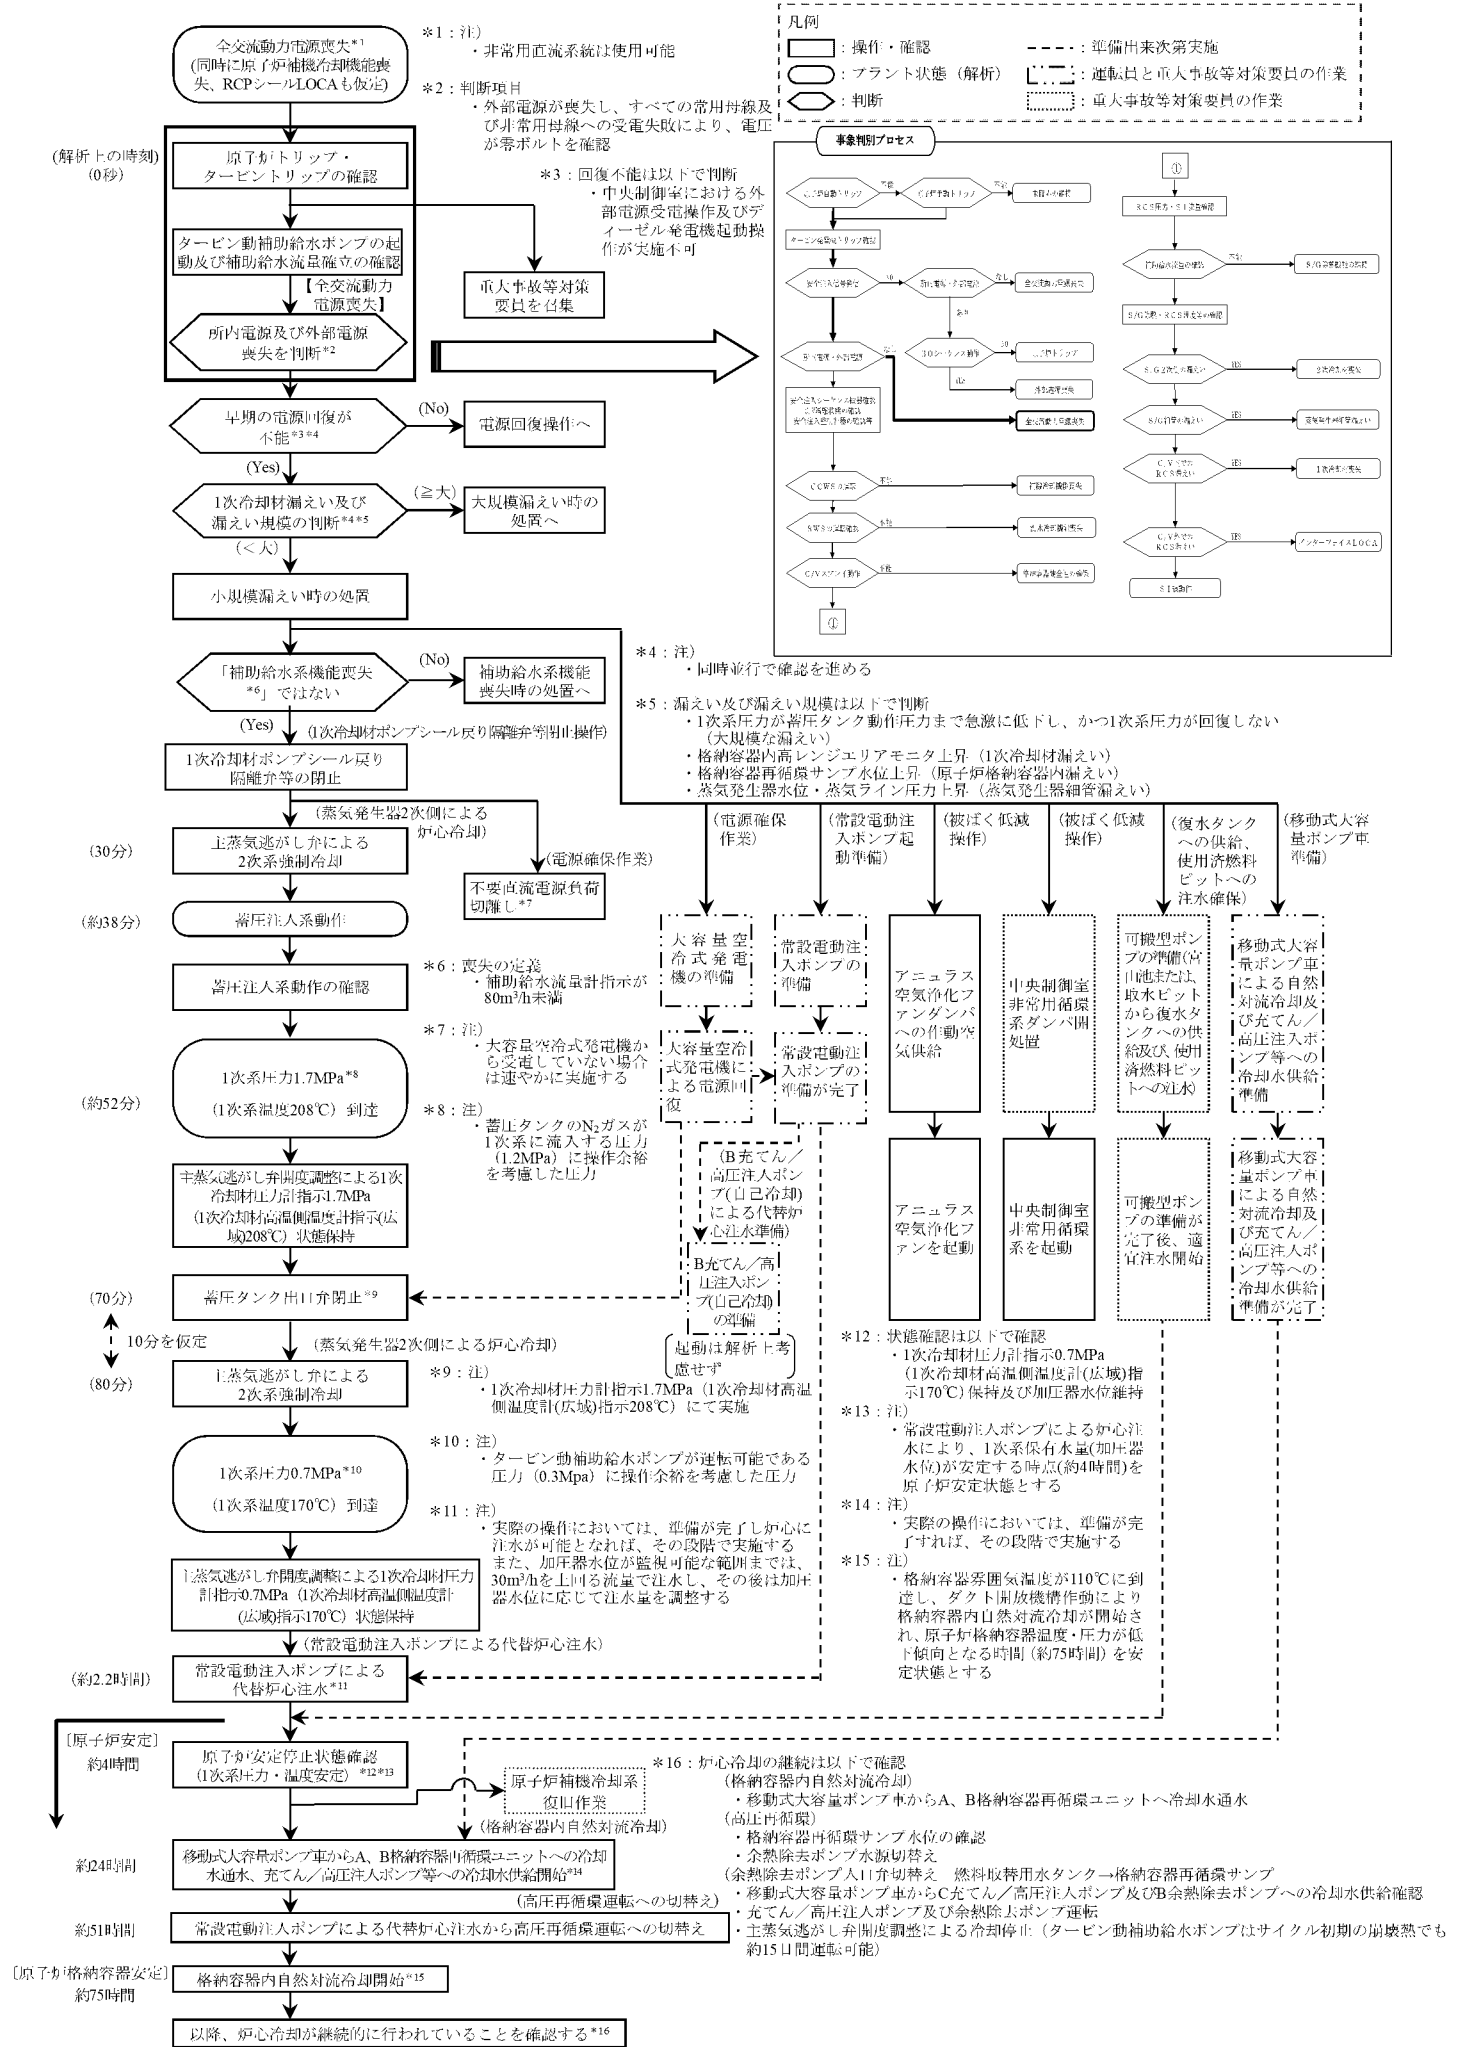 全交流動力電源喪失*1
(同時に原子炉補機冷却機能喪
失、RCPシールLOCAも仮定)
*1:注)
・非常用直流系統は使用可能
*2:判断項目
・外部電源が喪失し、すべての常用母線及
び非常用母線への受電失敗により、電圧
が零ボルトを確認
凡例
:操作・確認
:プラント状態(解析)
:判断
:準備出来次第実施
:運転員と重大事故等対策要員の作業
:重大事故等対策要員の作業
(解析上の時刻)
(0秒)
原子炉トリップ・
タービントリップの確認
*3:回復不能は以下で判断
・中央制御室における外
部電源受電操作及びデ
ィーゼル発電機起動操
作が実施不可
タービン動補助給水ポンプの起
動及び補助給水流量確立の確認
【全交流動力
電源喪失】
重大事故等対策
要員を召集
所内電源及び外部電源
喪失を判断*2
早期の電源回復が
不能*3*4
(No)
電源回復操作へ
(Yes)
1次冷却材漏えい及び
漏えい規模の判断*4*5
(≧大)
大規模漏えい時の
処置へ
(<大)
小規模漏えい時の処置
「補助給水系機能喪失
*6」ではない
(No)
補助給水系機能
喪失時の処置へ
(Yes)
(1次冷却材ポンプシール戻り隔離弁等閉止操作)
1次冷却材ポンプシール戻り
隔離弁等の閉止
事象判別プロセス
タービン発電機トリップ確認
全交流動力電源喪失
①
①
RCS圧力・SI流量確認
2次冷却材喪失
1次冷却材喪失
インターフェイスLOCA
*4:注)
・同時並行で確認を進める
*5:漏えい及び漏えい規模は以下で判断
・1次系圧力が蓄圧タンク動作圧力まで急激に低下し、かつ1次系圧力が回復しない
(大規模な漏えい)
・格納容器内高レンジエリアモニタ上昇(1次冷却材漏えい)
・格納容器再循環サンプ水位上昇(原子炉格納容器内漏えい)
・蒸気発生器水位・蒸気ライン圧力上昇(蒸気発生器細管漏えい)
(蒸気発生器2次側による
炉心冷却)
(30分)
主蒸気逃がし弁による
2次系強制冷却
(電源確保作業)
不要直流電源負荷
切離し*7
(約38分)
蓄圧注入系動作
蓄圧注入系動作の確認
*6:喪失の定義
・補助給水流量計指示が
80m³/h未満
*7:注)
・大容量空冷式発電機か
ら受電していない場合
は速やかに実施する
(約52分)
1次系圧力1.7MPa*8
(1次系温度208℃)到達
*8:注)
・蓄圧タンクのN₂ガスが
1次系に流入する圧力
(1.2MPa)に操作余裕
を考慮した圧力
主蒸気逃がし弁開度調整による1次
冷却材圧力計指示1.7MPa
(1次冷却材高温側温度計指示(広
域)208℃)状態保持
(70分)
蓄圧タンク出口弁閉止*9
10分を仮定
(80分)
(蒸気発生器2次側による炉心冷却)
主蒸気逃がし弁による
2次系強制冷却
(電源確保
作業)
大容量空
冷式発電
機の準備
大容量空冷
式発電機に
よる電源回
復
(常設電動注
入ポンプ起
動準備)
常設電動注
入ポンプの
準備
常設電動注
入ポンプの
準備が完了
(B充てん/
高圧注入ポン
プ(自己冷却)
による代替炉
心注水準備)
B充てん/高
圧注入ポン
プ(自己冷却)
の準備
起動は解析上考
慮せず
(被ばく低減
操作)
アニュラス
空気浄化フ
ァンダンパ
への作動空
気供給
アニュラス
空気浄化フ
ァンを起動
(被ばく低減
操作)
中央制御室
非常用循環
系ダンパ開
処置
中央制御室
非常用循環
系を起動
(復水タンク
への供給、
使用済燃料
ピットへの
注水確保)
可搬型ポン
プの準備(宮
山池または、
取水ピット
から復水タ
ンクへの供
給及び、使用
済燃料ピッ
トへの注水)
可搬型ポン
プの準備が
完了後、適
宜注水開始
(移動式大容
量ポンプ車
準備)
移動式大容
量ポンプ車
による自然
対流冷却及
び充てん/
高圧注入ポ
ンプ等への
冷却水供給
準備
移動式大容
量ポンプ車
による自然
対流冷却及
び充てん/
高圧注入ポ
ンプ等への
冷却水供給
準備が完了
*9:注)
・1次冷却材圧力計指示1.7MPa(1次冷却材高温
側温度計(広域)指示208℃)にて実施
1次系圧力0.7MPa*10
(1次系温度170℃)到達
*10:注)
・タービン動補助給水ポンプが運転可能である
圧力(0.3Mpa)に操作余裕を考慮した圧力
*11:注)
・実際の操作においては、準備が完了し炉心に
注水が可能となれば、その段階で実施する
また、加圧器水位が監視可能な範囲までは、
30m³/hを上回る流量で注水し、その後は加圧
器水位に応じて注水量を調整する
主蒸気逃がし弁開度調整による1次冷却材圧力
計指示0.7MPa(1次冷却材高温側温度計
(広域)指示170℃)状態保持
(常設電動注入ポンプによる代替炉心注水)
(約2.2時間)
常設電動注入ポンプによる
代替炉心注水*11
*12:状態確認は以下で確認
・1次冷却材圧力計指示0.7MPa
(1次冷却材高温側温度計(広域)指
示170℃)保持及び加圧器水位維持
*13:注)
・常設電動注入ポンプによる炉心注
水により、1次系保有水量(加圧器
水位)が安定する時点(約4時間)を
原子炉安定状態とする
*14:注)
・実際の操作においては、準備が完
了すれば、その段階で実施する
*15:注)
・格納容器雰囲気温度が110℃に到
達し、ダクト開放機構作動により
格納容器内自然対流冷却が開始さ
れ、原子炉格納容器温度・圧力が低
下傾向となる時間(約75時間)を安
定状態とする
〔原子炉安定〕
約4時間
原子炉安定停止状態確認
(1次系圧力・温度安定)*12*13
原子炉補機冷却系
復旧作業
(格納容器内自然対流冷却)
約24時間
移動式大容量ポンプ車からA、B格納容器再循環ユニットへの冷却
水通水、充てん/高圧注入ポンプ等への冷却水供給開始*14
(高圧再循環運転への切替え)
約51時間
常設電動注入ポンプによる代替炉心注水から高圧再循環運転への切替え
〔原子炉格納容器安定〕
約75時間
格納容器内自然対流冷却開始*15
以降、炉心冷却が継続的に行われていることを確認する*16
*16:炉心冷却の継続は以下で確認
(格納容器内自然対流冷却)
・移動式大容量ポンプ車からA、B格納容器再循環ユニットへ冷却水通水
(高圧再循環)
・格納容器再循環サンプ水位の確認
・余熱除去ポンプ水源切替え
(余熱除去ポンプ入口弁切替え 燃料取替用水タンク→格納容器再循環サンプ
・移動式大容量ポンプ車からC充てん/高圧注入ポンプ及びB余熱除去ポンプへの冷却水供給確認
・充てん/高圧注入ポンプ及び余熱除去ポンプ運転
・主蒸気逃がし弁開度調整による冷却停止(タービン動補助給水ポンプはサイクル初期の崩壊熱でも
約15日間運転可能)